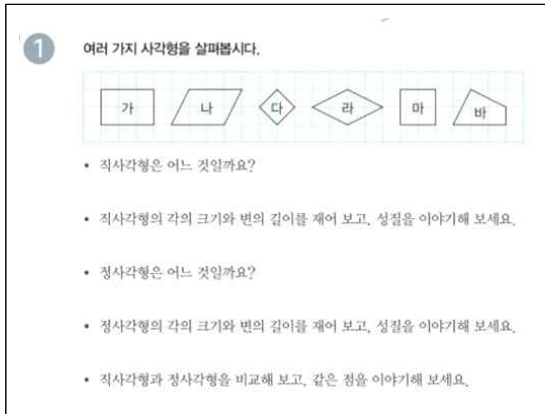 1 여러 가지 사각형을 살펴봅시다.
가 나 다 라 마 바
• 직사각형은 어느 것일까요?
• 직사각형의 각의 크기와 변의 길이를 재어 보고, 성질을 이야기해 보세요.
• 정사각형은 어느 것일까요?
• 정사각형의 각의 크기와 변의 길이를 재어 보고, 성질을 이야기해 보세요.
• 직사각형과 정사각형을 비교해 보고, 같은 점을 이야기해 보세요.